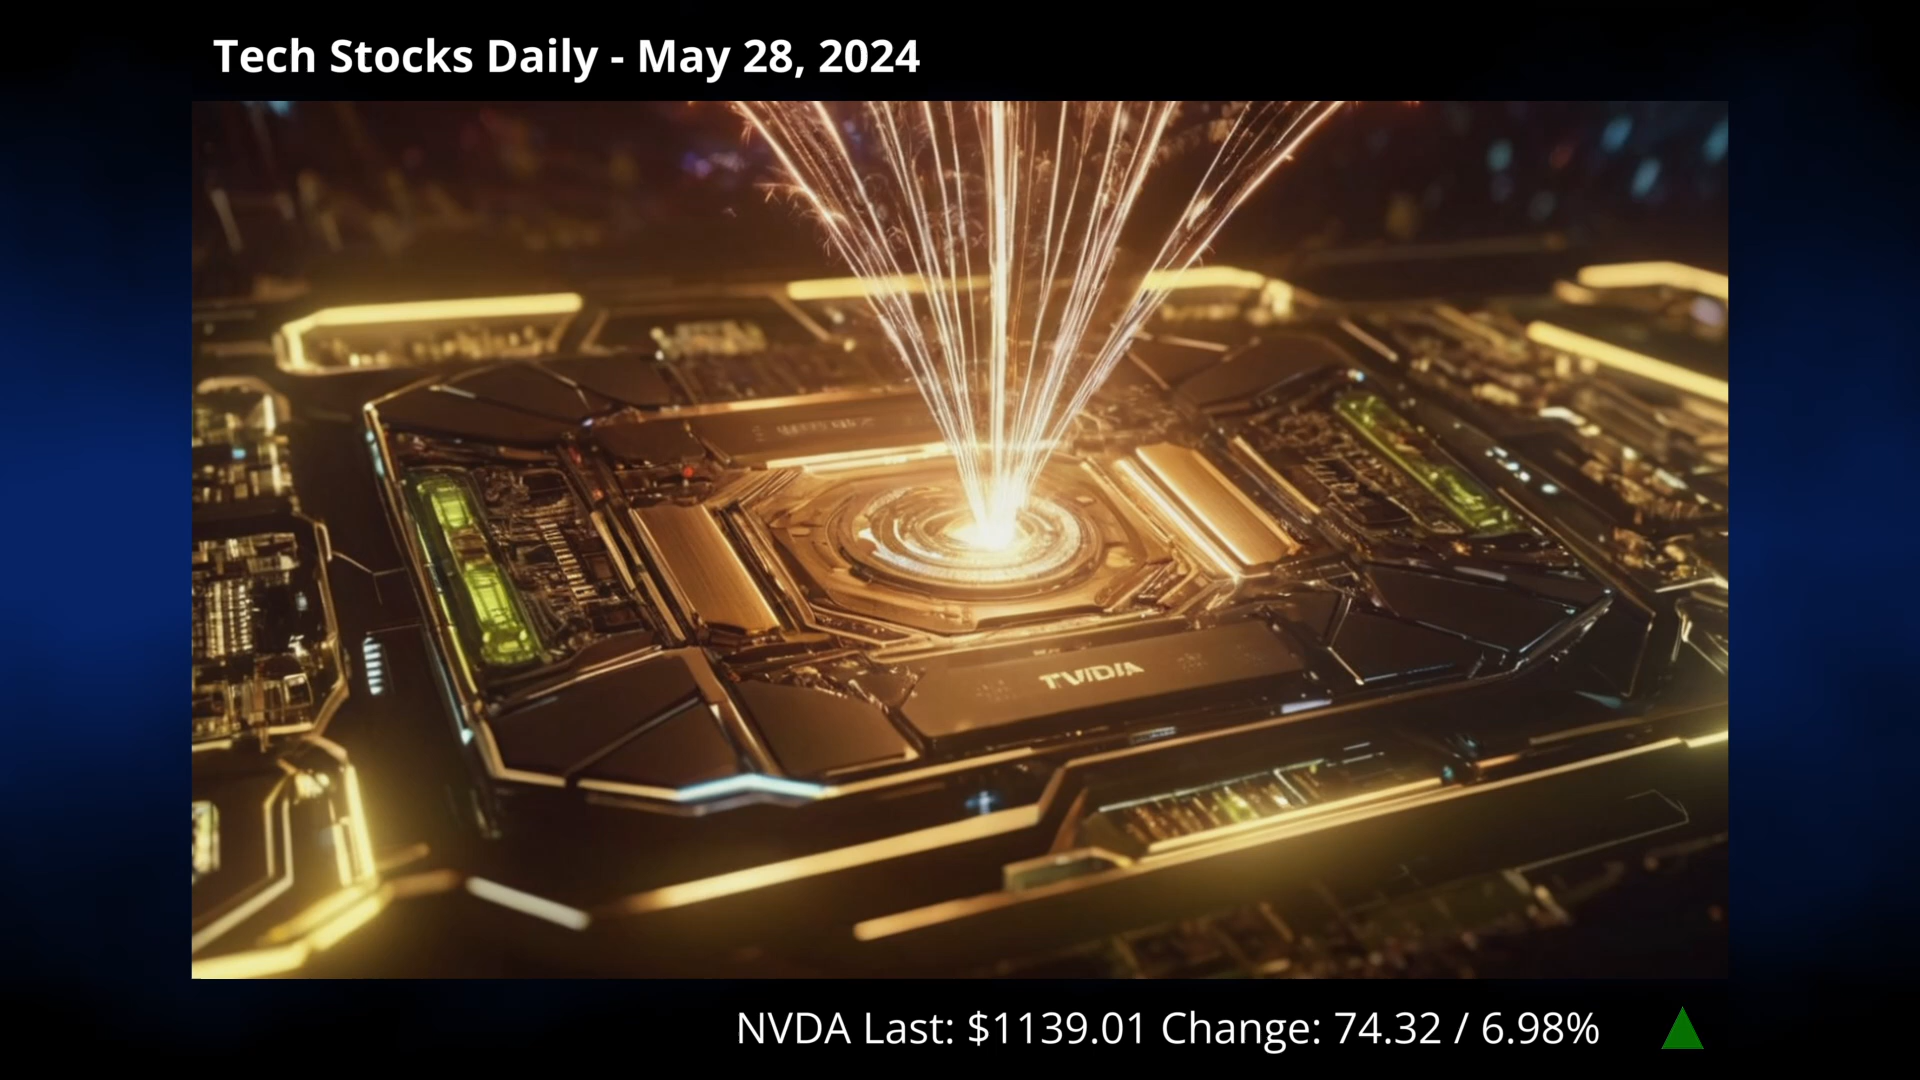 Tech Stocks Daily - May 28, 2024
TVIDIA
NVDA Last: $1139.01 Change: 74.32 / 6.98%